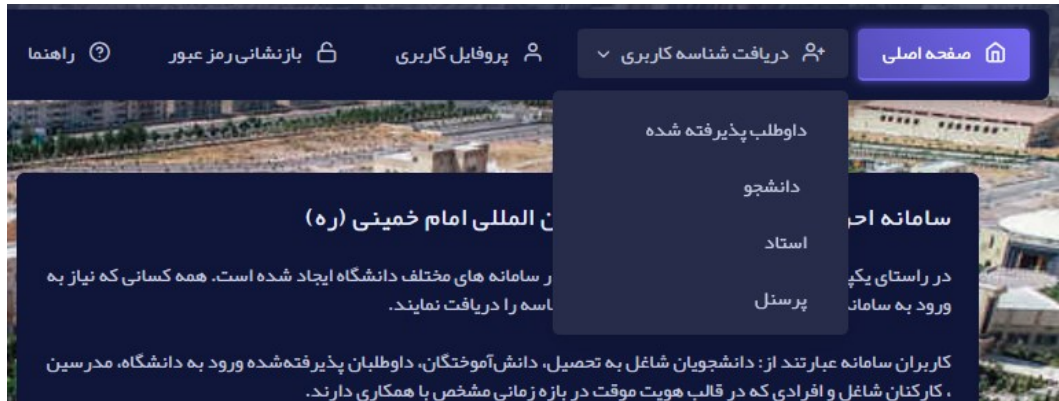 صفحه اصلی
دریافت شناسه کاربری
پروفایل کاربری
بازنشانی رمز عبور
راهنما
داوطلب پذیرفته شده
دانشجو
استاد
پرسنل
سامانه ن المللی امام خمینی (ره)
در راستای ر سامانه های مختلف دانشگاه ایجاد شده است. همه کسانی که نیاز به
ورود به اسه را دریافت نمایند.
کاربران سامانه عبارتند از: دانشجویان شاغل به تحصیل، دانش‌آموختگان، داوطلبان پذیرفته‌شده ورود به دانشگاه، مدرسین
، کارکنان شاغل و افرادی که در قالب هویت موقت در بازه زمانی مشخص با همکاری دارند.